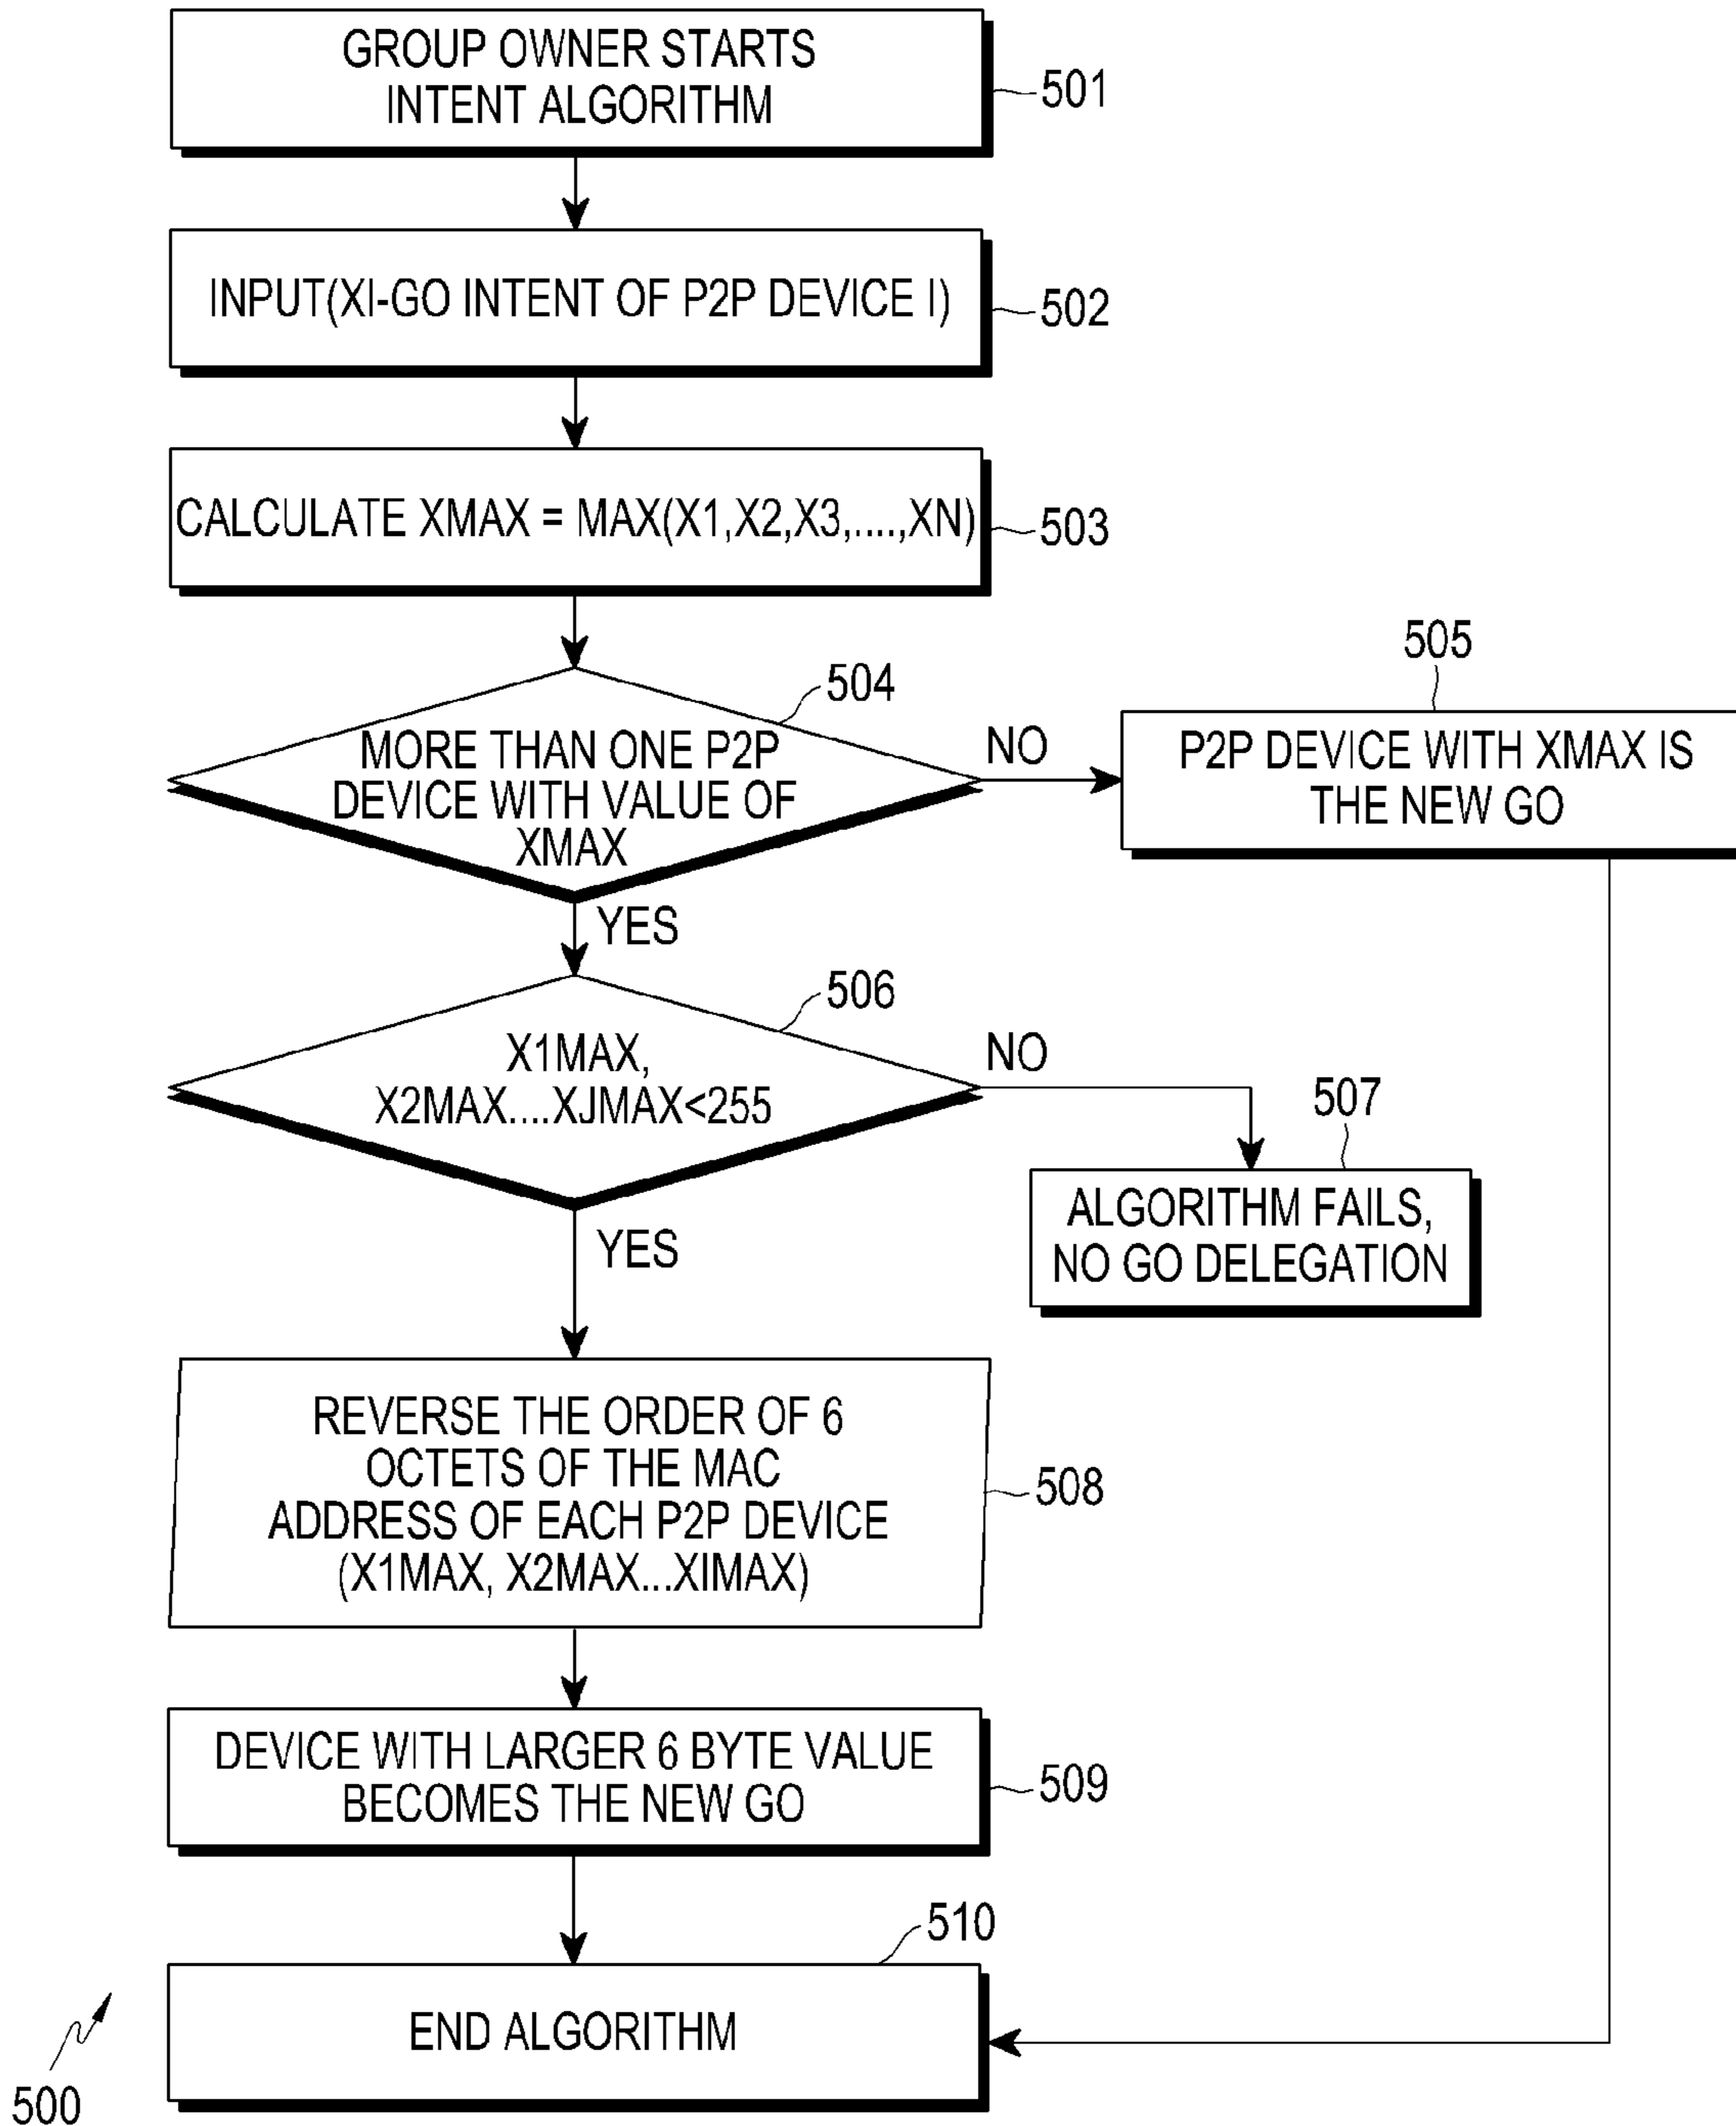 GROUP OWNER STARTS
INTENT ALGORITHM
501
INPUT(XI-GO INTENT OF P2P DEVICE I)
502
CALCULATE XMAX = MAX(X1,X2,X3,....,XN)
503
504
MORE THAN ONE P2P
DEVICE WITH VALUE OF
XMAX
NO
505
P2P DEVICE WITH XMAX IS
THE NEW GO
YES
506
X1MAX,
X2MAX....XJMAX<255
NO
507
ALGORITHM FAILS,
NO GO DELEGATION
YES
REVERSE THE ORDER OF 6
OCTETS OF THE MAC
ADDRESS OF EACH P2P DEVICE
(X1MAX, X2MAX...XIMAX)
508
DEVICE WITH LARGER 6 BYTE VALUE
BECOMES THE NEW GO
509
510
END ALGORITHM
500